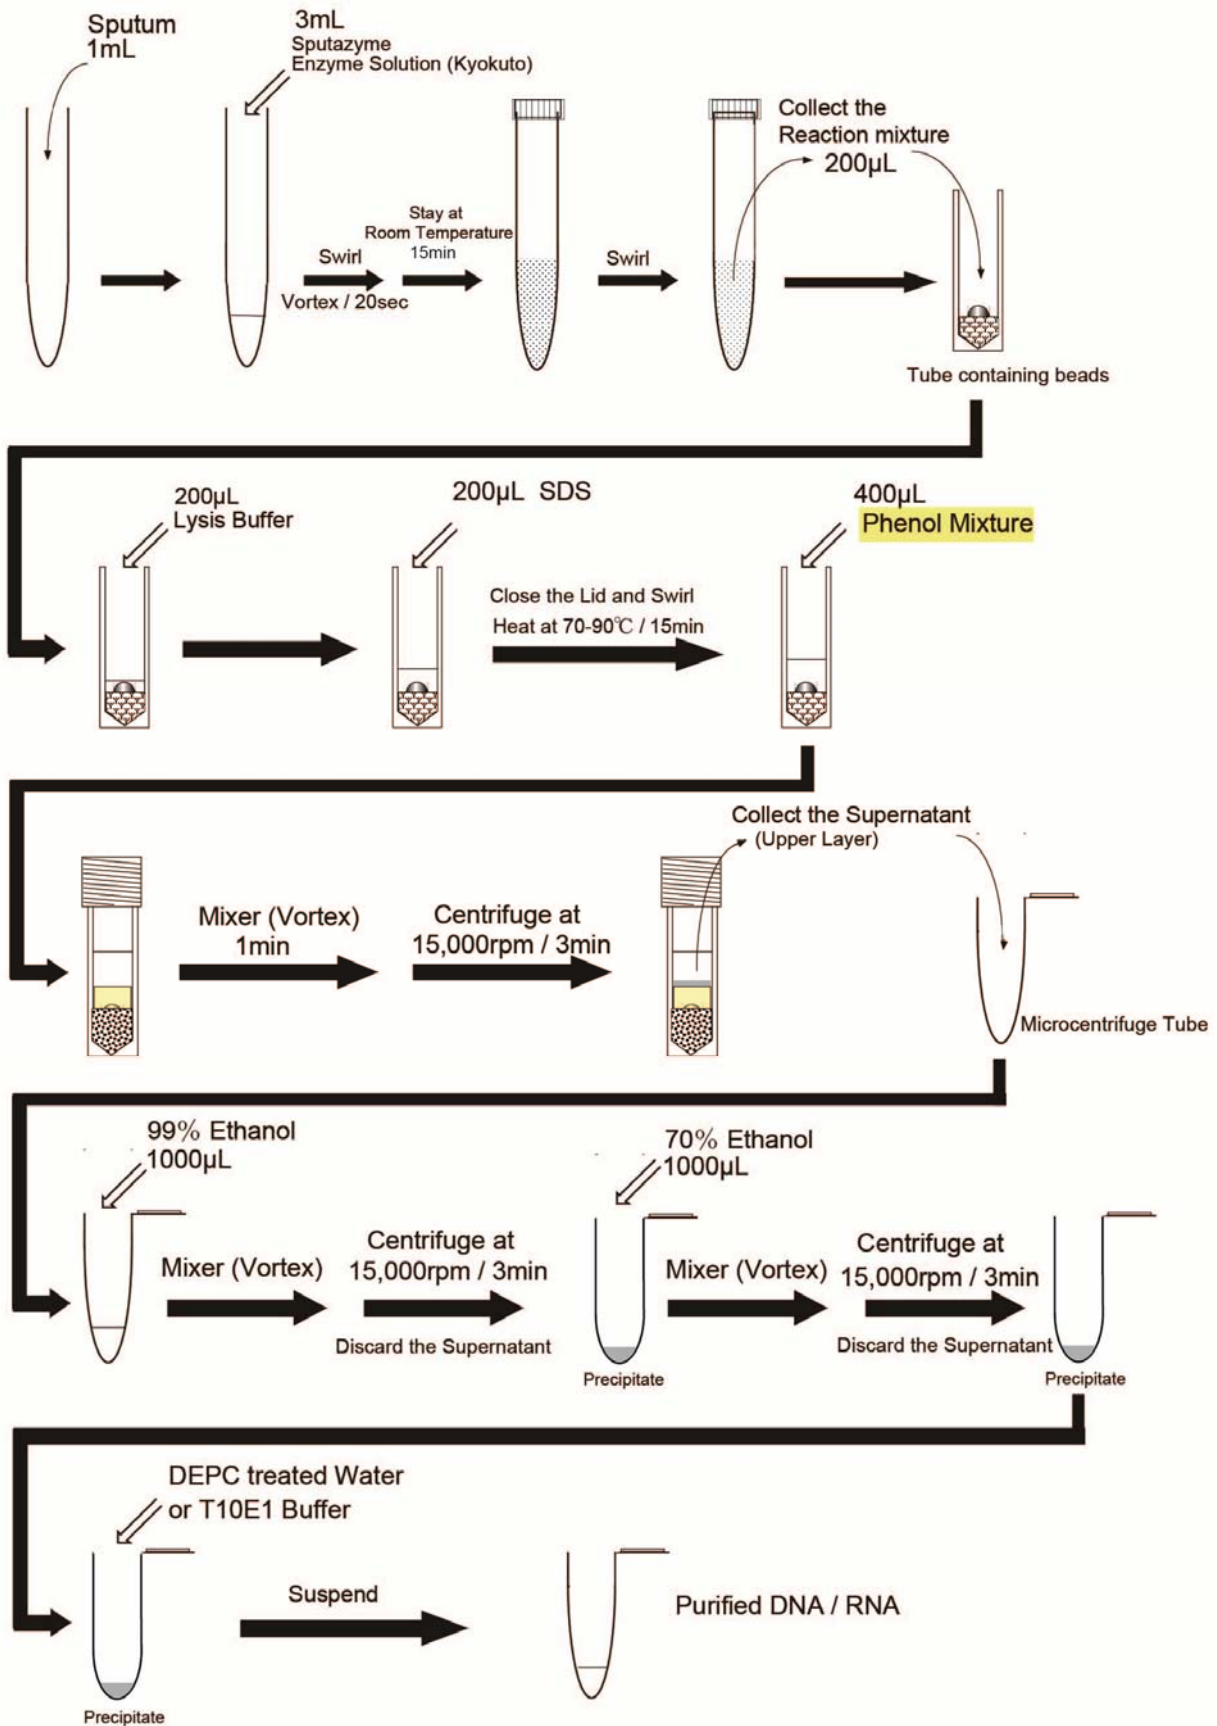 Sputum
1mL
3mL
Sputazyme
Enzyme Solution (Kyokuto)
Swirl
Vortex / 20sec
Stay at
Room Temperature
15min
Swirl
Collect the
Reaction mixture
200μL
Tube containing beads
200μL
Lysis Buffer
200μL SDS
Close the Lid and Swirl
Heat at 70-90℃ / 15min
400μL
Phenol Mixture
Mixer (Vortex)
1min
Centrifuge at
15,000rpm / 3min
Collect the Supernatant
(Upper Layer)
Microcentrifuge Tube
99% Ethanol
1000μL
Mixer (Vortex)
Centrifuge at
15,000rpm / 3min
Discard the Supernatant
70% Ethanol
1000μL
Precipitate
Mixer (Vortex)
Centrifuge at
15,000rpm / 3min
Discard the Supernatant
Precipitate
DEPC treated Water
or T10E1 Buffer
Precipitate
Suspend
Purified DNA / RNA